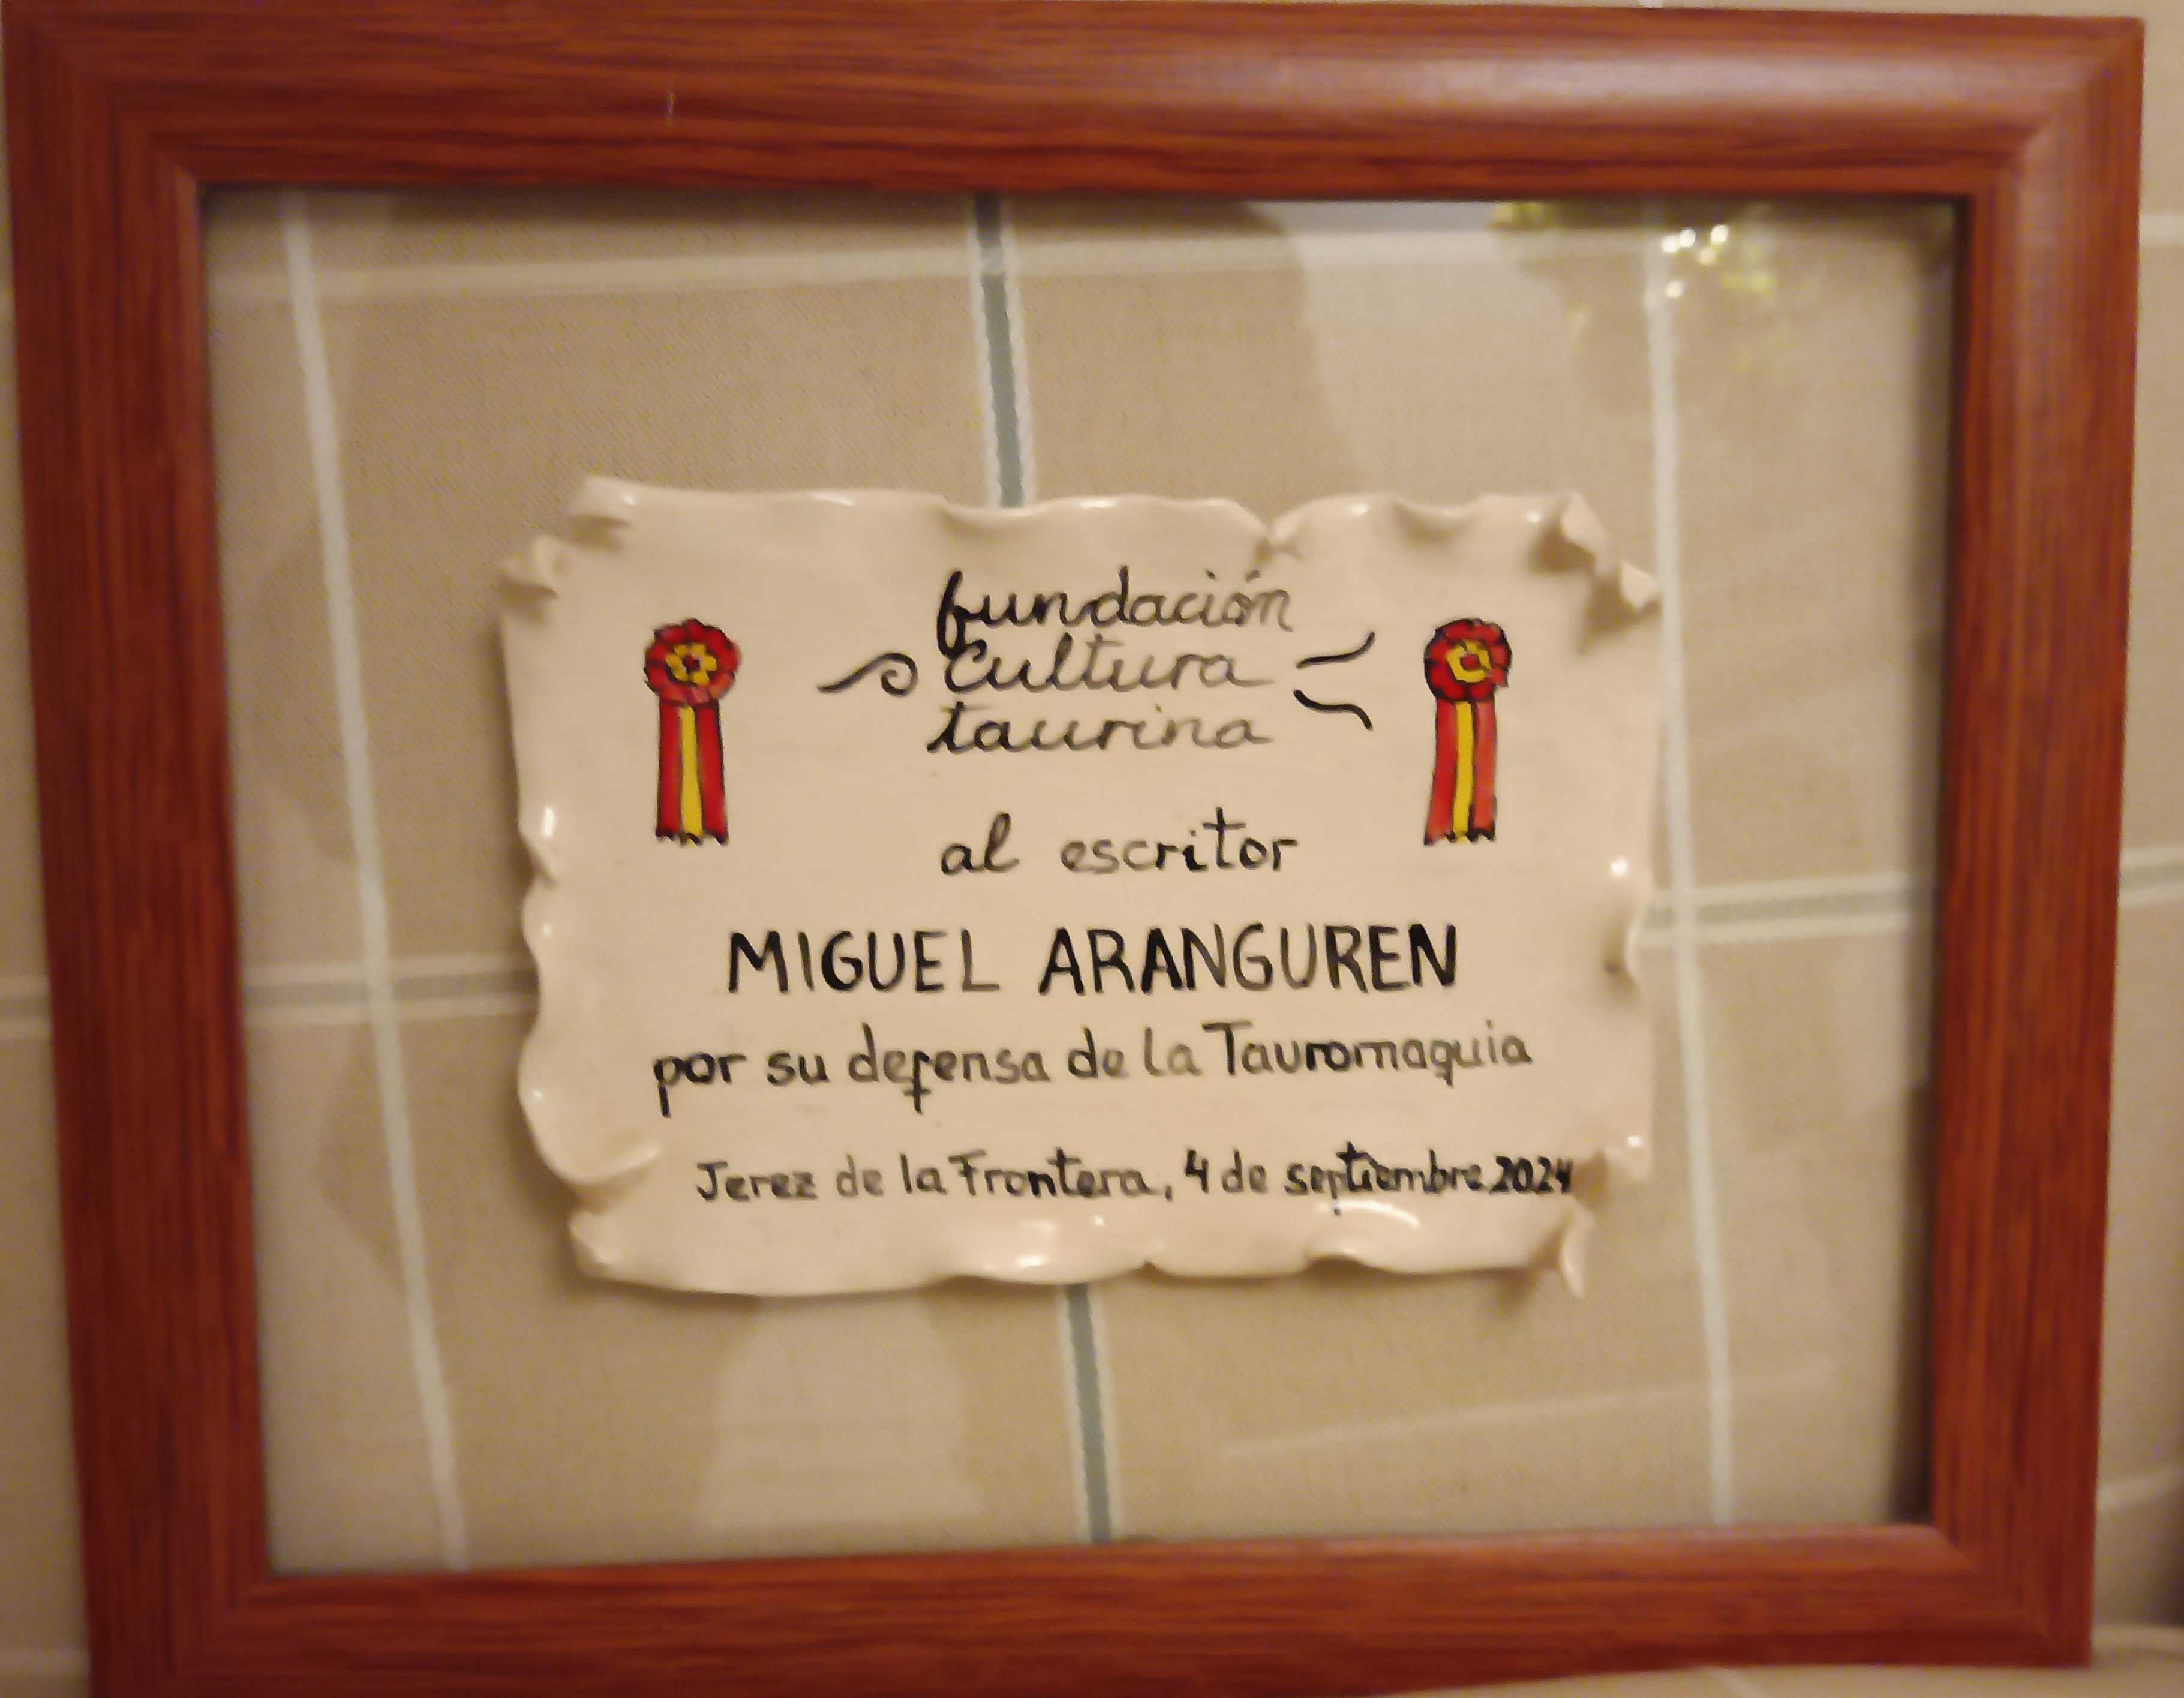 fundación
Cultura
taurina
al escritor
MIGUEL ARANGUREN
por su defensa de la Tauromaquia
Jerez de la Frontera, 4 de septiembre 2024